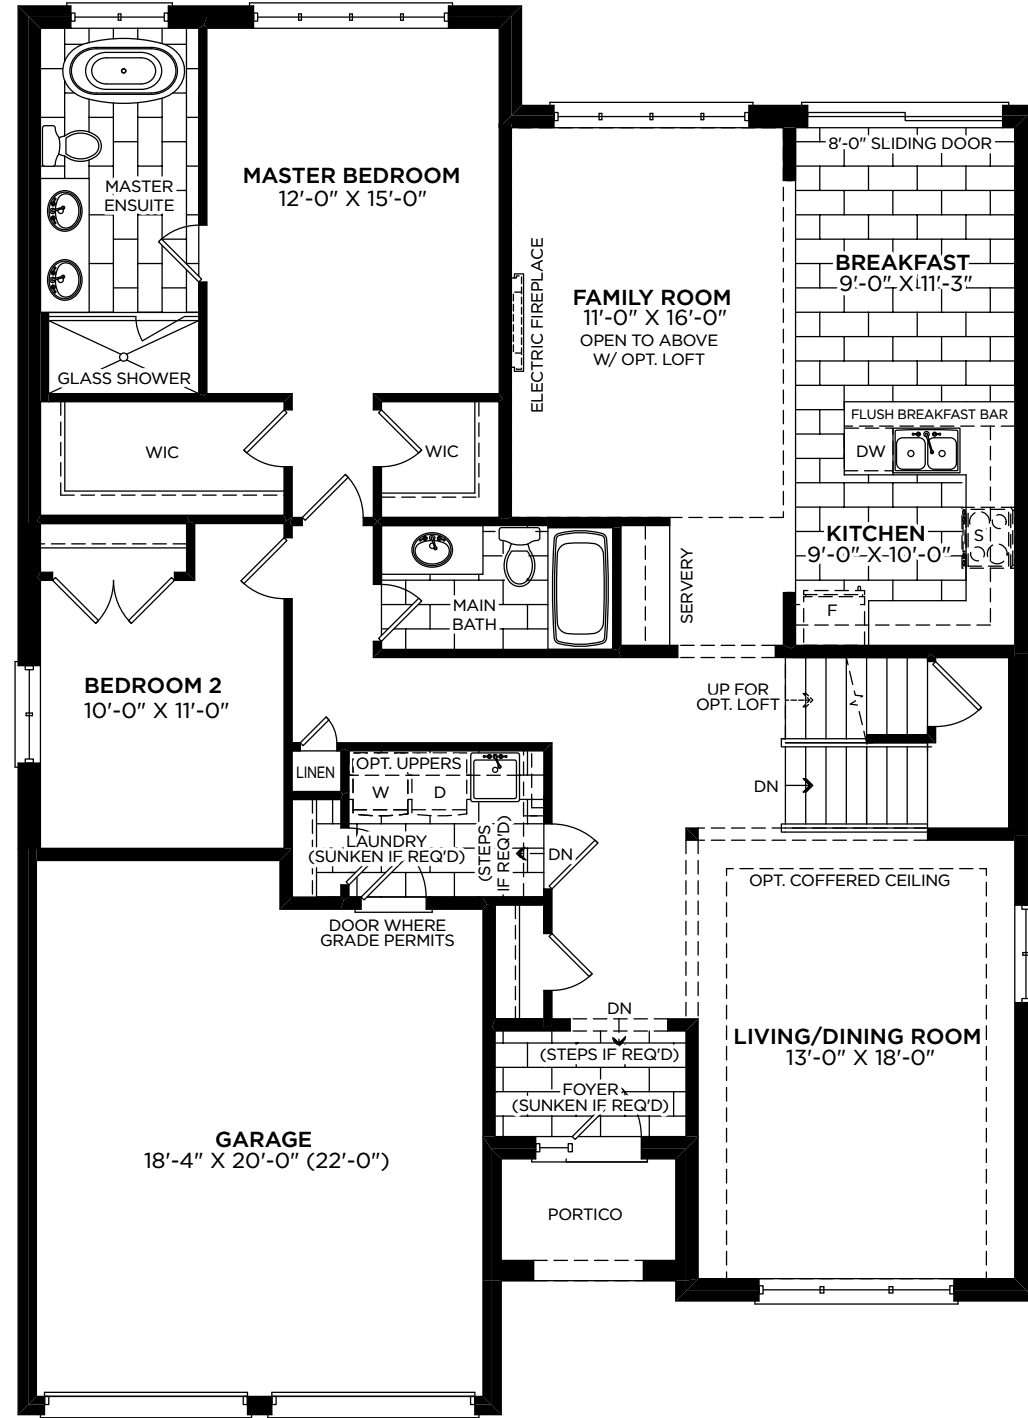 MASTER
ENSUITE
MASTER BEDROOM
12'-0" X 15'-0"
8'-0" SLIDING DOOR
BREAKFAST
9'-0" X 11'-3"
ELECTRIC FIREPLACE
FAMILY ROOM
11'-0" X 16'-0"
OPEN TO ABOVE
W/ OPT. LOFT
GLASS SHOWER
WIC
WIC
FLUSH BREAKFAST BAR
DW
KITCHEN
9'-0" X 10'-0"
S
F
SERVERY
MAIN
BATH
BEDROOM 2
10'-0" X 11'-0"
UP FOR
OPT. LOFT
DN
LINEN
OPT. UPPERS
W
D
LAUNDRY
(SUNKEN IF REQ'D)
(STEPS
IF REQ'D)
DN
OPT. COFFERED CEILING
DOOR WHERE
GRADE PERMITS
DN
(STEPS IF REQ'D)
FOYER
(SUNKEN IF REQ'D)
LIVING/DINING ROOM
13'-0" X 18'-0"
GARAGE
18'-4" X 20'-0" (22'-0")
PORTICO